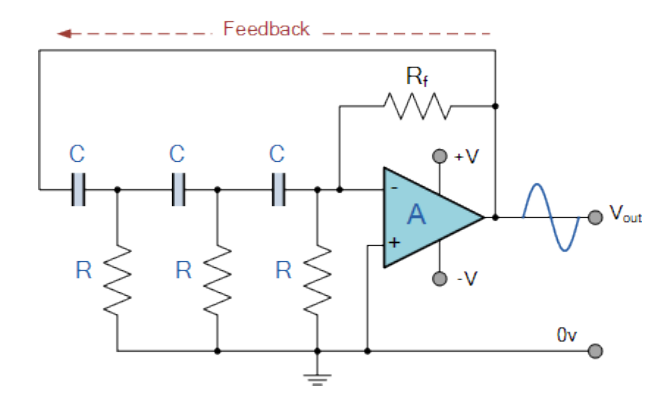 Feedback
Rf
C C C
+V
-
A
Vout
R R R
+
-V
0v